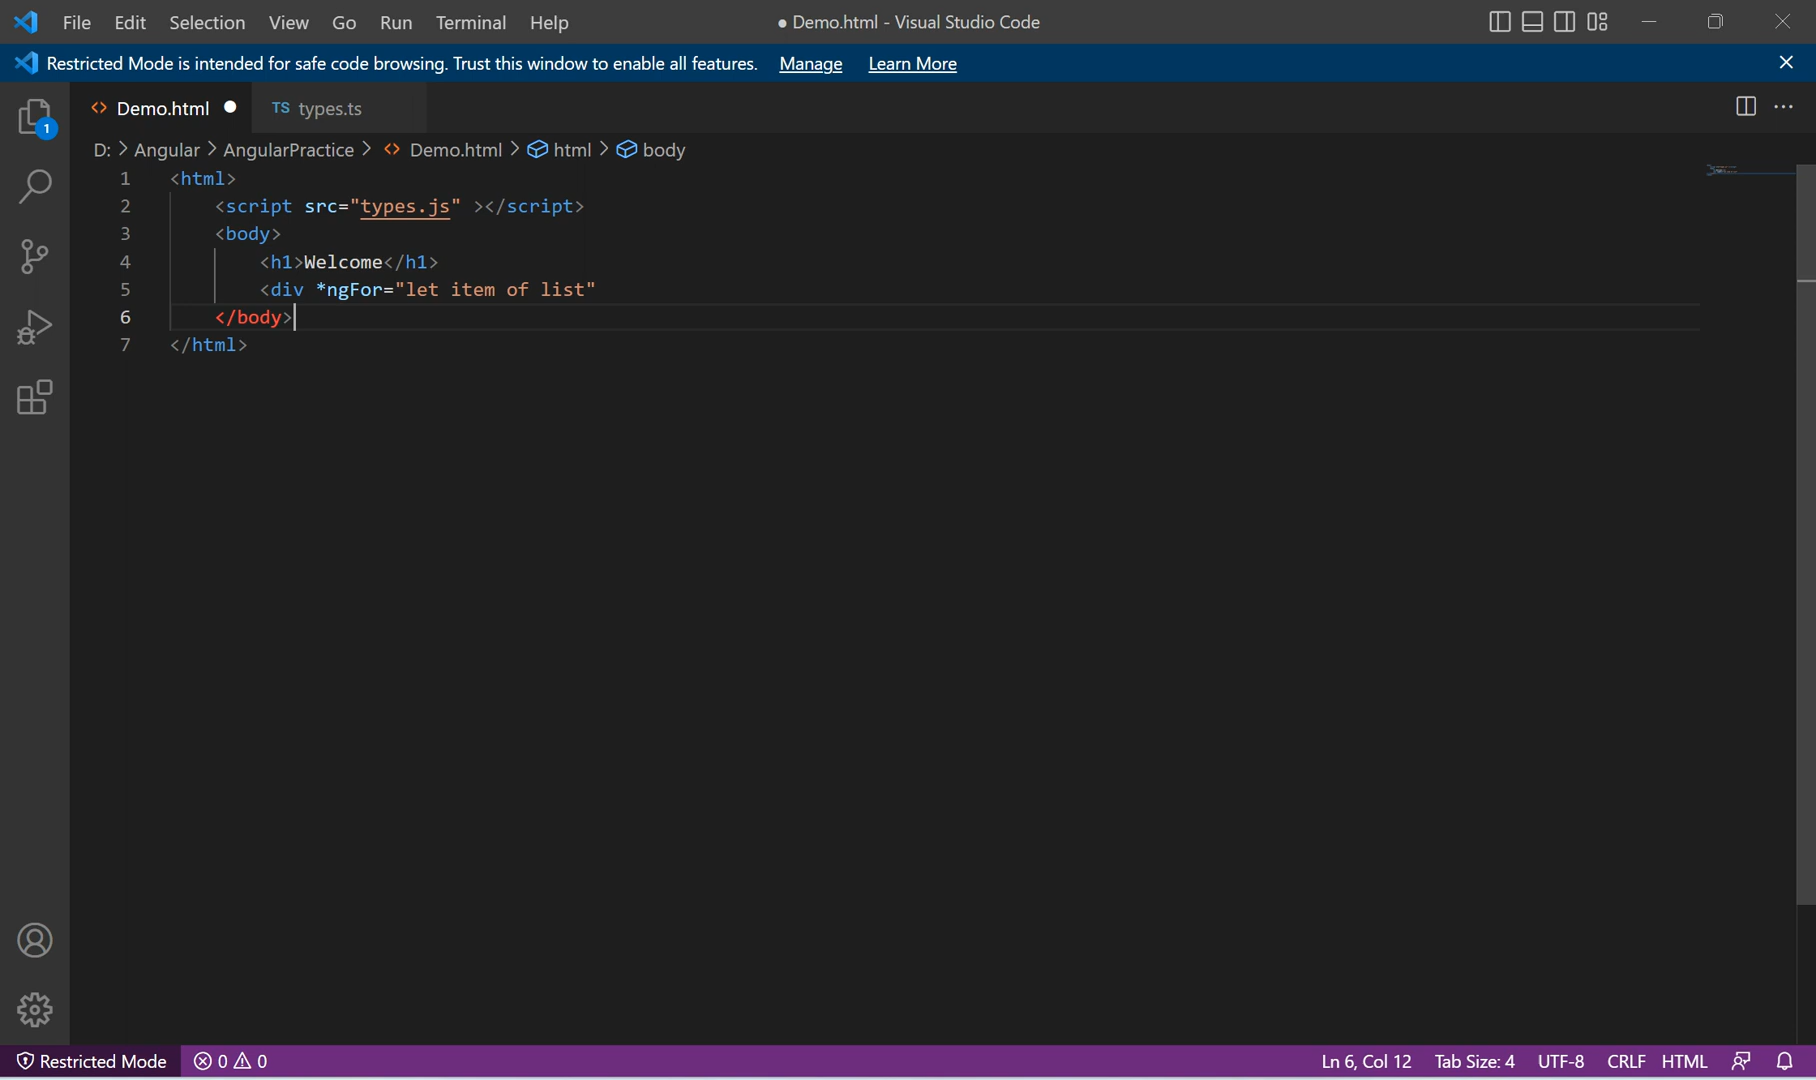 File Edit Selection View Go Run Terminal Help ● Demo.html - Visual Studio Code
Restricted Mode is intended for safe code browsing. Trust this window to enable all features. Manage Learn More
<> Demo.html ● TS types.ts
1
D: > Angular > AngularPractice > <> Demo.html > html > body
1 <html>
2 <script src="types.js" ></script>
3 <body>
4 <h1>Welcome</h1>
5 <div *ngFor="let item of list"
6 </body>
7 </html>
Restricted Mode 0 0 Ln 6, Col 12 Tab Size: 4 UTF-8 CRLF HTML